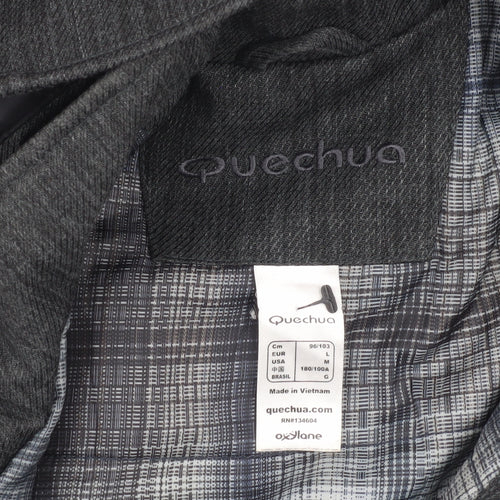 Quechua
Quechua
Cm 96/103
EUR L
USA M
中国 180/100A
BRASIL G
Made in Vietnam
quechua.com
RN#134604
oxylane